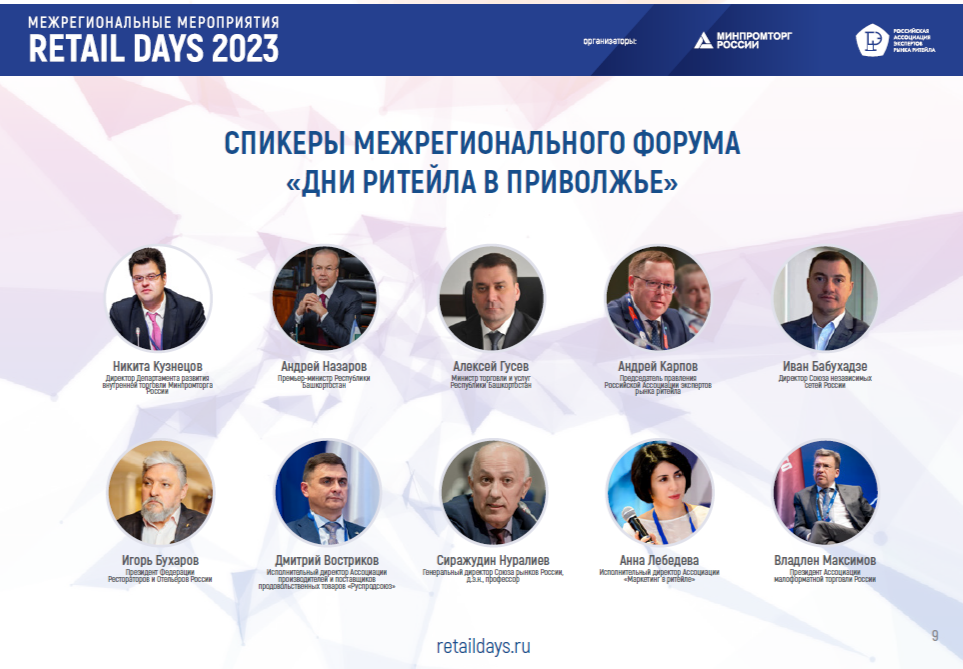 МЕЖРЕГИОНАЛЬНЫЕ МЕРОПРИЯТИЯ
RETAIL DAYS 2023
организаторы:
МИНПРОМТОРГ
РОССИИ
РОССИЙСКАЯ
АССОЦИАЦИЯ
ЭКСПЕРТОВ
РЫНКА РИТЕЙЛА
СПИКЕРЫ МЕЖРЕГИОНАЛЬНОГО ФОРУМА
«ДНИ РИТЕЙЛА В ПРИВОЛЖЬЕ»
Никита Кузнецов
Директор Департамента развития
внутренней торговли Минпромторга
России
Андрей Назаров
Премьер-министр Республики
Башкортостан
Алексей Гусев
Министр торговли и услуг
Республики Башкортостан
Андрей Карпов
Председатель правления
Российской Ассоциации экспертов
рынка ритейла
Иван Бабухадзе
Директор Союза независимых
сетей России
Игорь Бухаров
Президент Федерации
Рестораторов и Отельеров России
Дмитрий Востриков
Исполнительный директор Ассоциации
производителей и поставщиков
продовольственных товаров «Руспродсоюз»
Сиражудин Нуралиев
Генеральный директор Союза рынков России,
д.э.н., профессор
Анна Лебедева
Исполнительный директор Ассоциации
«Маркетинг в ритейле»
Владлен Максимов
Президент Ассоциации
малоформатной торговли России
retaildays.ru
9